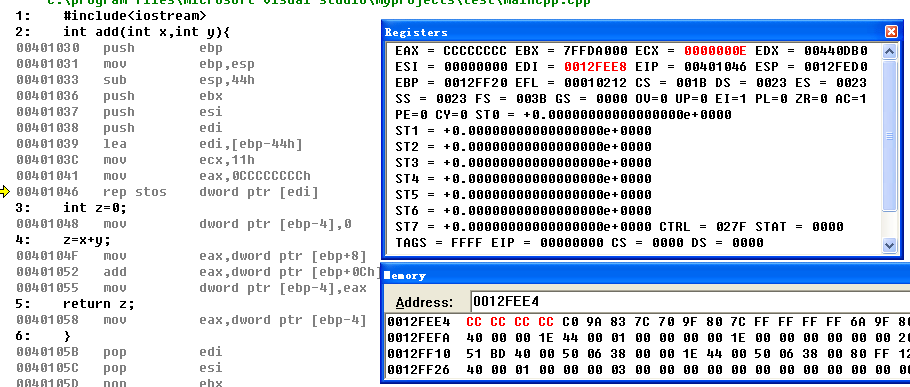 c:\program files\microsoft visual studio\myprojects\test\maincpp.cpp
1: #include<iostream>
2: int add(int x,int y){
00401030 push ebp
00401031 mov ebp,esp
00401033 sub esp,44h
00401036 push ebx
00401037 push esi
00401038 push edi
00401039 lea edi,[ebp-44h]
0040103C mov ecx,11h
00401041 mov eax,0CCCCCCCCh
00401046 rep stos dword ptr [edi]
3: int z=0;
00401048 mov dword ptr [ebp-4],0
4: z=x+y;
0040104F mov eax,dword ptr [ebp+8]
00401052 add eax,dword ptr [ebp+0Ch]
00401055 mov dword ptr [ebp-4],eax
5: return z;
00401058 mov eax,dword ptr [ebp-4]
6: }
0040105B pop edi
0040105C pop esi
0040105D pop ebx
Registers
EAX = CCCCCCCC EBX = 7FFDA000 ECX = 0000000E EDX = 00440DB0
ESI = 00000000 EDI = 0012FEE8 EIP = 00401046 ESP = 0012FED0
EBP = 0012FF20 EFL = 00010212 CS = 001B DS = 0023 ES = 0023
SS = 0023 FS = 003B GS = 0000 OV=0 UP=0 EI=1 PL=0 ZR=0 AC=1
PE=0 CY=0 ST0 = +0.00000000000000000e+0000
ST1 = +0.00000000000000000e+0000
ST2 = +0.00000000000000000e+0000
ST3 = +0.00000000000000000e+0000
ST4 = +0.00000000000000000e+0000
ST5 = +0.00000000000000000e+0000
ST6 = +0.00000000000000000e+0000
ST7 = +0.00000000000000000e+0000 CTRL = 027F STAT = 0000
TAGS = FFFF EIP = 00000000 CS = 0000 DS = 0000
Memory
Address: 0012FEE4
0012FEE4 CC CC CC CC C0 9A 83 7C 70 9F 80 7C FF FF FF FF 6A 9F 80
0012FEFA 40 00 00 1E 44 00 01 00 00 00 00 1E 00 00 00 00 00 00
0012FF10 51 BD 40 00 50 06 38 00 00 1E 44 00 50 06 38 00 80 FF 12
0012FF26 40 00 01 00 00 00 03 00 00 00 00 00 00 00 00 00 00 00